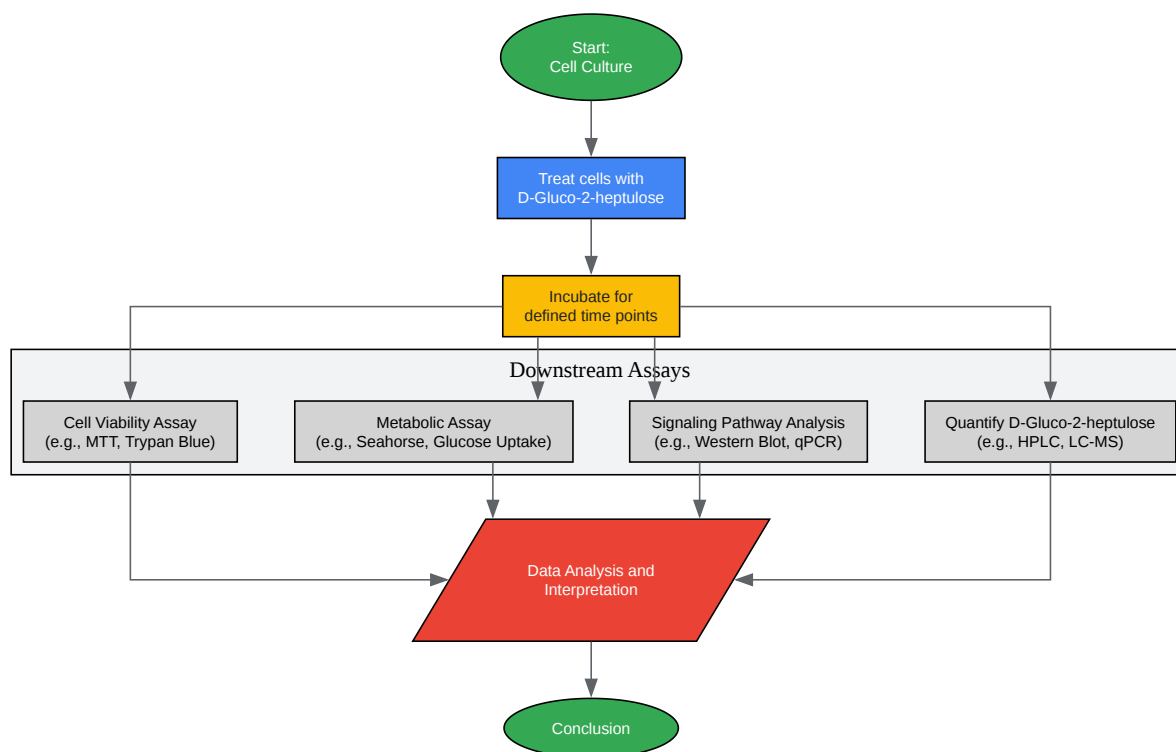 Start:
Cell Culture
Treat cells with
D-Gluco-2-heptulose
Incubate for
defined time points
Downstream Assays
Cell Viability Assay
(e.g., MTT, Trypan Blue)
Metabolic Assay
(e.g., Seahorse, Glucose Uptake)
Signaling Pathway Analysis
(e.g., Western Blot, qPCR)
Quantify D-Gluco-2-heptulose
(e.g., HPLC, LC-MS)
Data Analysis and
Interpretation
Conclusion